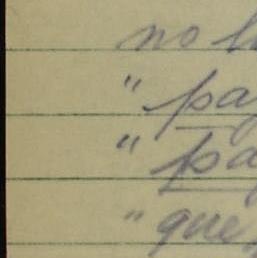 no h
" pa
" pa
" que